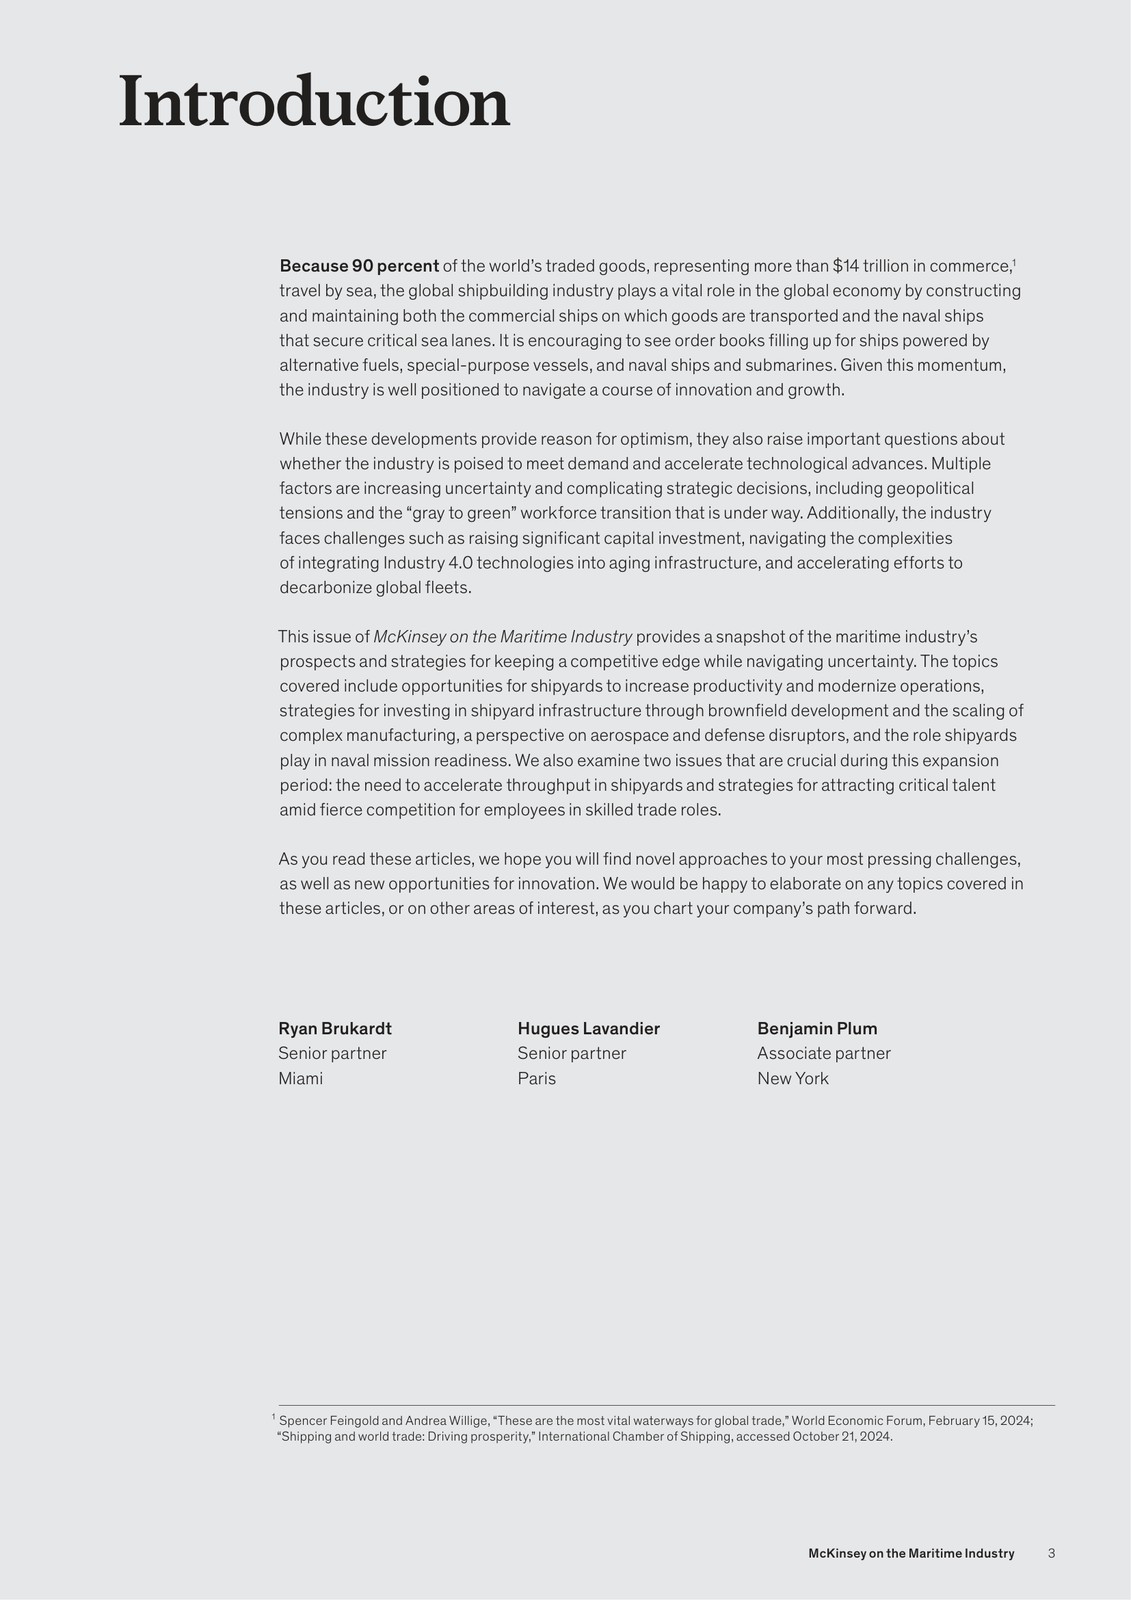 Introduction
Because 90 percent of the world’s traded goods, representing more than $14 trillion in commerce,¹
travel by sea, the global shipbuilding industry plays a vital role in the global economy by constructing
and maintaining both the commercial ships on which goods are transported and the naval ships
that secure critical sea lanes. It is encouraging to see order books filling up for ships powered by
alternative fuels, special-purpose vessels, and naval ships and submarines. Given this momentum,
the industry is well positioned to navigate a course of innovation and growth.
While these developments provide reason for optimism, they also raise important questions about
whether the industry is poised to meet demand and accelerate technological advances. Multiple
factors are increasing uncertainty and complicating strategic decisions, including geopolitical
tensions and the “gray to green” workforce transition that is under way. Additionally, the industry
faces challenges such as raising significant capital investment, navigating the complexities
of integrating Industry 4.0 technologies into aging infrastructure, and accelerating efforts to
decarbonize global fleets.
This issue of McKinsey on the Maritime Industry provides a snapshot of the maritime industry’s
prospects and strategies for keeping a competitive edge while navigating uncertainty. The topics
covered include opportunities for shipyards to increase productivity and modernize operations,
strategies for investing in shipyard infrastructure through brownfield development and the scaling of
complex manufacturing, a perspective on aerospace and defense disruptors, and the role shipyards
play in naval mission readiness. We also examine two issues that are crucial during this expansion
period: the need to accelerate throughput in shipyards and strategies for attracting critical talent
amid fierce competition for employees in skilled trade roles.
As you read these articles, we hope you will find novel approaches to your most pressing challenges,
as well as new opportunities for innovation. We would be happy to elaborate on any topics covered in
these articles, or on other areas of interest, as you chart your company’s path forward.
Ryan Brukardt
Senior partner
Miami
Hugues Lavandier
Senior partner
Paris
Benjamin Plum
Associate partner
New York
¹ Spencer Feingold and Andrea Willige, “These are the most vital waterways for global trade,” World Economic Forum, February 15, 2024;
“Shipping and world trade: Driving prosperity,” International Chamber of Shipping, accessed October 21, 2024.
McKinsey on the Maritime Industry 3